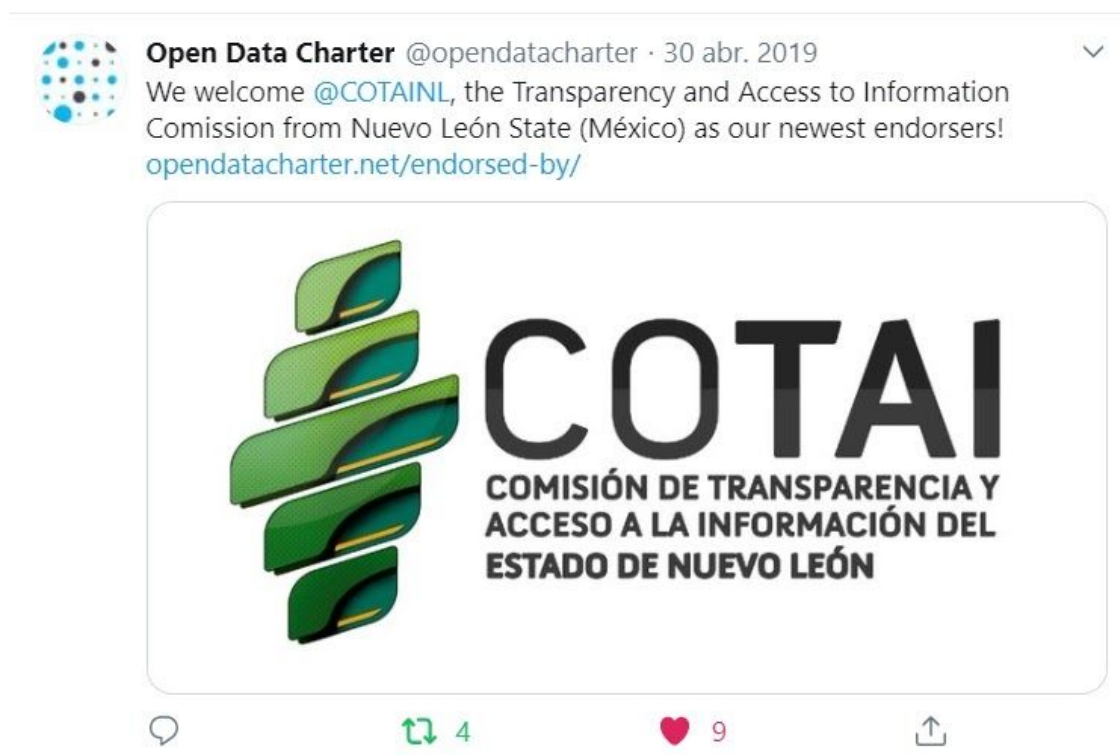 Open Data Charter @opendatacharter · 30 abr. 2019
We welcome @COTAINL, the Transparency and Access to Information
Comission from Nuevo León State (México) as our newest endorsers!
opendatacharter.net/endorsed-by/
COTAI
COMISIÓN DE TRANSPARENCIA Y
ACCESO A LA INFORMACIÓN DEL
ESTADO DE NUEVO LEÓN
4 9